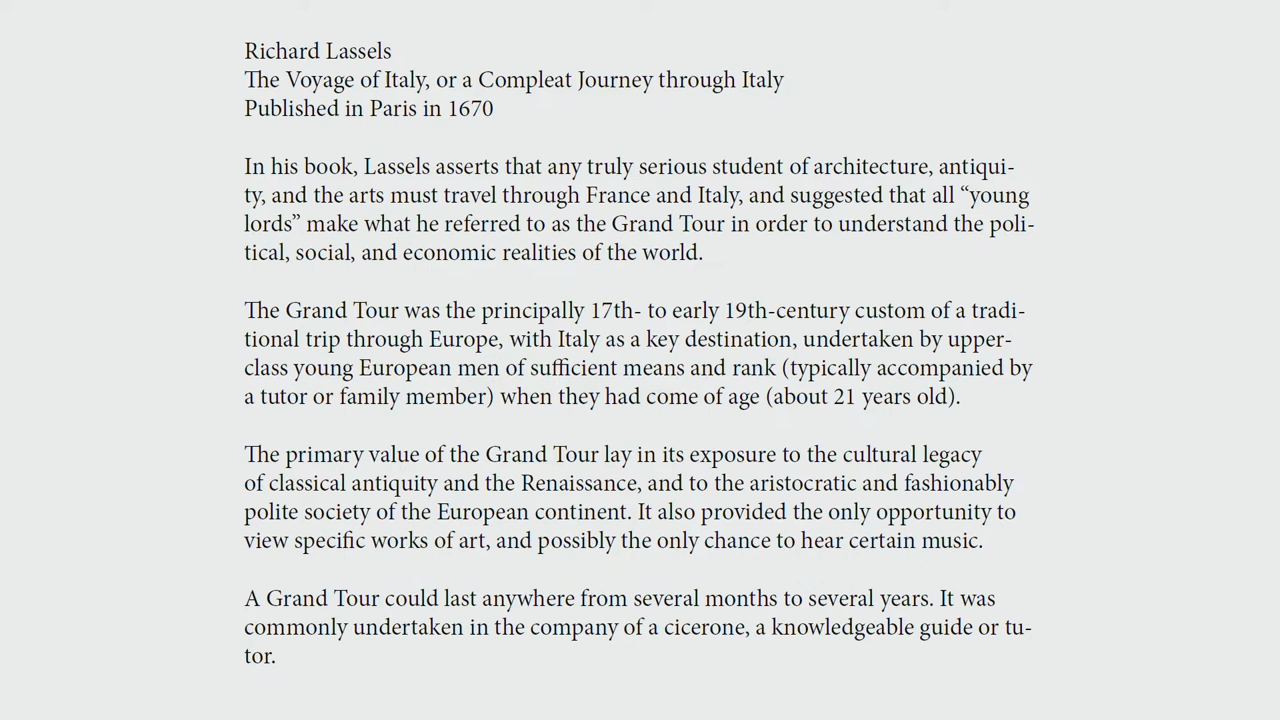 Richard Lassels
The Voyage of Italy, or a Compleat Journey through Italy
Published in Paris in 1670
In his book, Lassels asserts that any truly serious student of architecture, antiqui-
ty, and the arts must travel through France and Italy, and suggested that all “young
lords” make what he referred to as the Grand Tour in order to understand the poli-
tical, social, and economic realities of the world.
The Grand Tour was the principally 17th- to early 19th-century custom of a tradi-
tional trip through Europe, with Italy as a key destination, undertaken by upper-
class young European men of sufficient means and rank (typically accompanied by
a tutor or family member) when they had come of age (about 21 years old).
The primary value of the Grand Tour lay in its exposure to the cultural legacy
of classical antiquity and the Renaissance, and to the aristocratic and fashionably
polite society of the European continent. It also provided the only opportunity to
view specific works of art, and possibly the only chance to hear certain music.
A Grand Tour could last anywhere from several months to several years. It was
commonly undertaken in the company of a cicerone, a knowledgeable guide or tu-
tor.